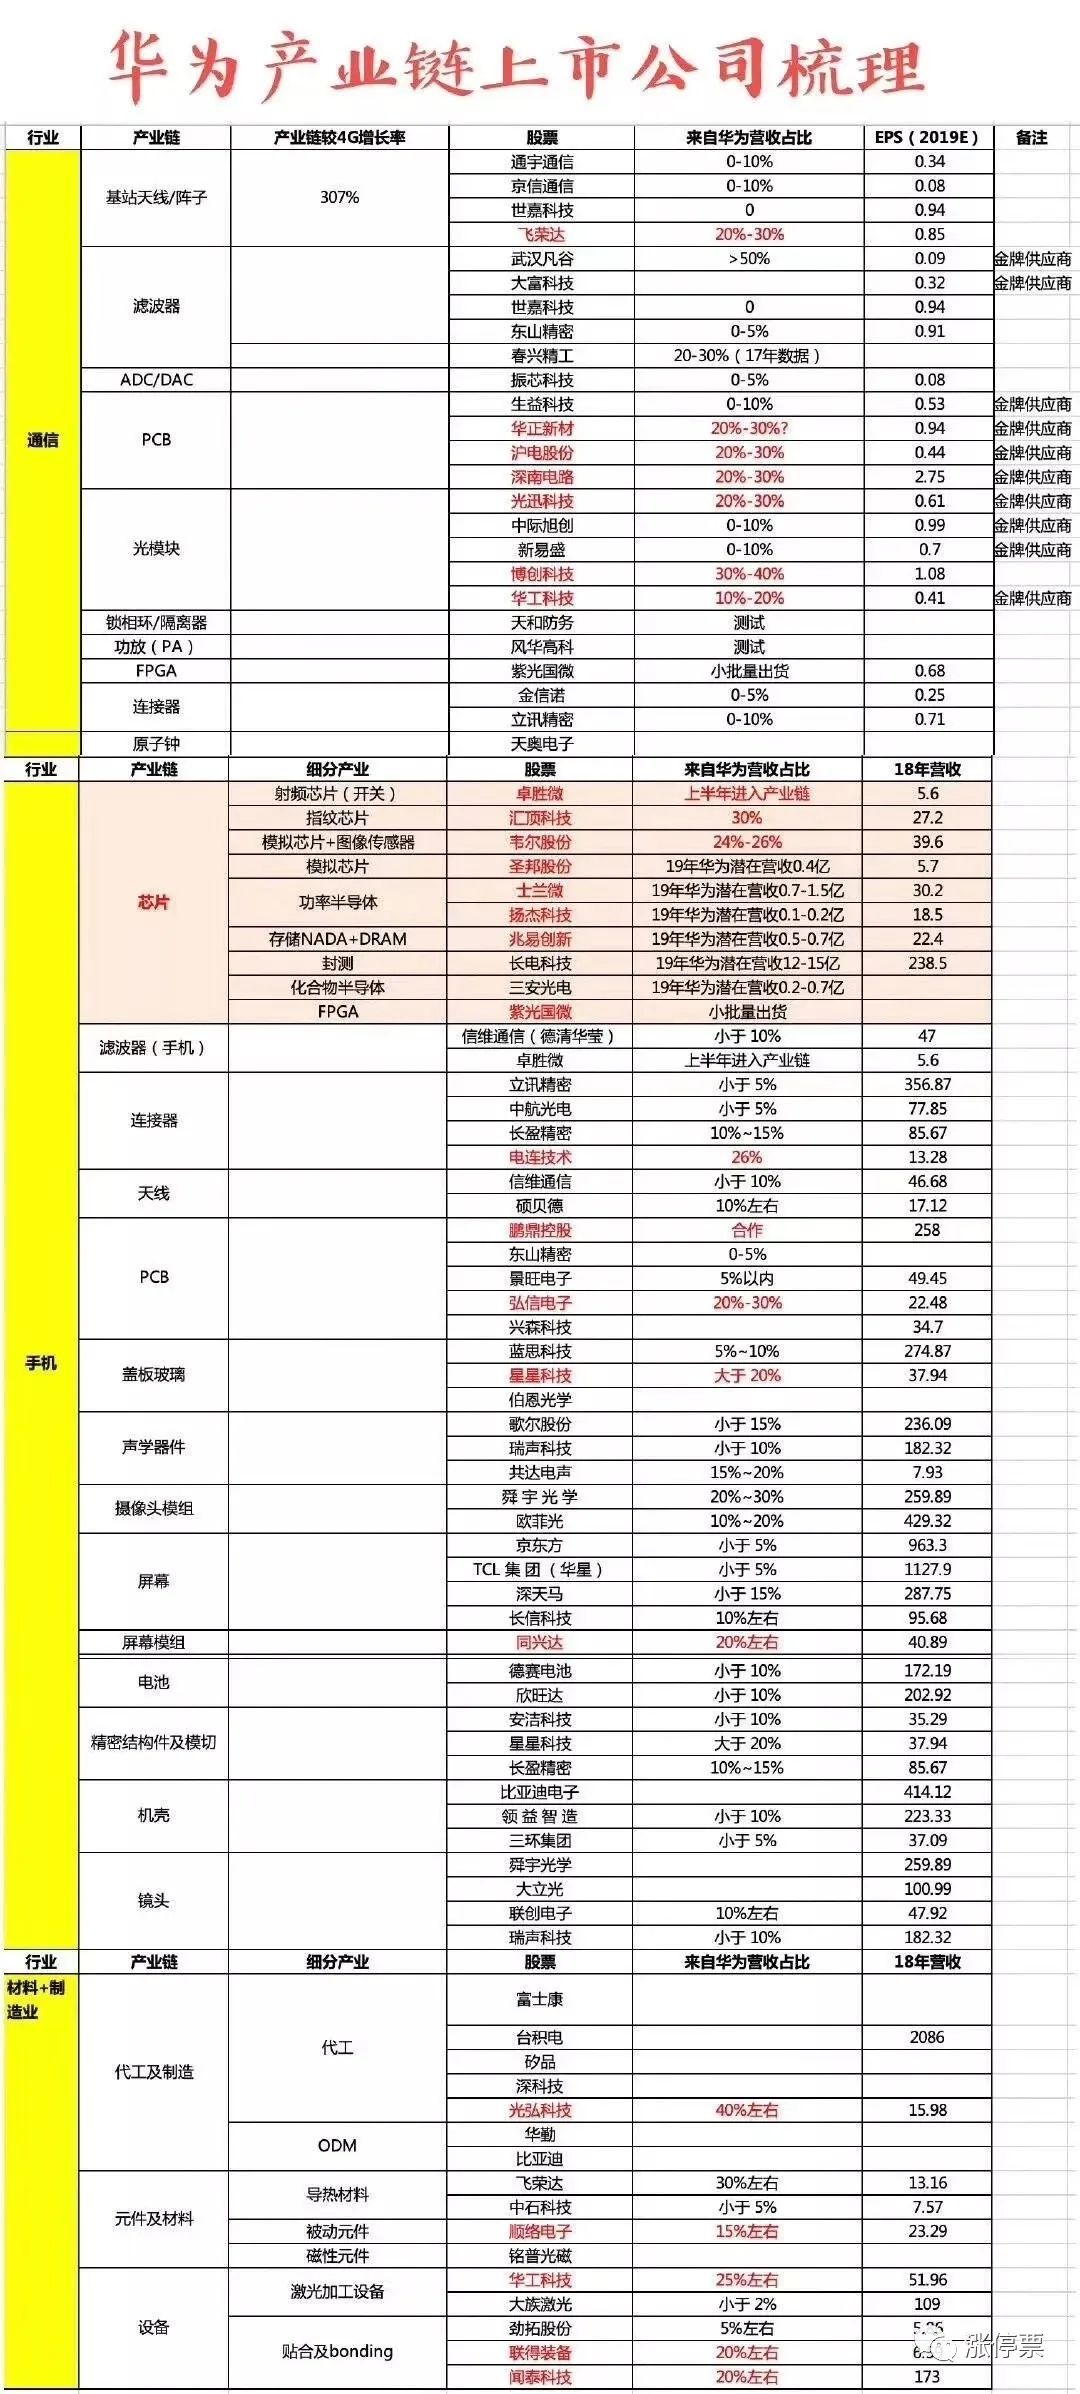 华为产业链上市公司梳理
行业 产业链 产业链较4G增长率 股票 来自华为营收占比 EPS（2019E） 备注
通信 基站天线/阵子 307% 通宇通信 0-10% 0.34
京信通信 0-10% 0.08
世嘉科技 0 0.94
飞荣达 20%-30% 0.85
滤波器 武汉凡谷 >50% 0.09 金牌供应商
大富科技 0.32 金牌供应商
世嘉科技 0 0.94
东山精密 0-5% 0.91
春兴精工 20-30%（17年数据）
ADC/DAC 振芯科技 0-5% 0.08
PCB 生益科技 0-10% 0.53 金牌供应商
华正新材 20%-30%? 0.94 金牌供应商
沪电股份 20%-30% 0.44 金牌供应商
深南电路 20%-30% 2.75 金牌供应商
光模块 光迅科技 20%-30% 0.61 金牌供应商
中际旭创 0-10% 0.99 金牌供应商
新易盛 0-10% 0.7 金牌供应商
博创科技 30%-40% 1.08
华工科技 10%-20% 0.41 金牌供应商
锁相环/隔离器 天和防务 测试
功放（PA） 风华高科 测试
FPGA 紫光国微 小批量出货 0.68
连接器 金信诺 0-5% 0.25
立讯精密 0-10% 0.71
原子钟 天奥电子
行业 产业链 细分产业 股票 来自华为营收占比 18年营收
手机 芯片 射频芯片（开关） 卓胜微 上半年进入产业链 5.6
指纹芯片 汇顶科技 30% 27.2
模拟芯片+图像传感器 韦尔股份 24%-26% 39.6
模拟芯片 圣邦股份 19年华为潜在营收0.4亿 5.7
功率半导体 士兰微 19年华为潜在营收0.7-1.5亿 30.2
扬杰科技 19年华为潜在营收0.1-0.2亿 18.5
存储NADA+DRAM 兆易创新 19年华为潜在营收0.5-0.7亿 22.4
封测 长电科技 19年华为潜在营收12-15亿 238.5
化合物半导体 三安光电 19年华为潜在营收0.2-0.7亿
FPGA 紫光国微 小批量出货
滤波器（手机） 信维通信（德清华莹） 小于 10% 47
卓胜微 上半年进入产业链 5.6
连接器 立讯精密 小于 5% 356.87
中航光电 小于 5% 77.85
长盈精密 10%~15% 85.67
电连技术 26% 13.28
天线 信维通信 小于 10% 46.68
硕贝德 10%左右 17.12
PCB 鹏鼎控股 合作 258
东山精密 0-5%
景旺电子 5%以内 49.45
弘信电子 20%-30% 22.48
兴森科技 34.7
盖板玻璃 蓝思科技 5%~10% 274.87
星星科技 大于 20% 37.94
伯恩光学
声学器件 歌尔股份 小于 15% 236.09
瑞声科技 小于 10% 182.32
共达电声 15%~20% 7.93
摄像头模组 舜宇光学 20%~30% 259.89
欧菲光 10%~20% 429.32
屏幕 京东方 小于 5% 963.3
TCL 集团（华星） 小于 5% 1127.9
深天马 小于 15% 287.75
长信科技 10%左右 95.68
屏幕模组 同兴达 20%左右 40.89
电池 德赛电池 小于 10% 172.19
欣旺达 小于 10% 202.92
精密结构件及模切 安洁科技 小于 10% 35.29
星星科技 大于 20% 37.94
长盈精密 10%~15% 85.67
机壳 比亚迪电子 414.12
领益智造 小于 10% 223.33
三环集团 小于 5% 37.09
镜头 舜宇光学 259.89
大立光 100.99
联创电子 10%左右 47.92
瑞声科技 小于 10% 182.32
行业 产业链 细分产业 股票 来自华为营收占比 18年营收
材料+制造业 代工及制造 代工 富士康
台积电 2086
矽品
深科技
光弘科技 40%左右 15.98
ODM 华勤
比亚迪
元件及材料 导热材料 飞荣达 30%左右 13.16
中石科技 小于 5% 7.57
被动元件 顺络电子 15%左右 23.29
磁性元件 铭普光磁
设备 激光加工设备 华工科技 25%左右 51.96
大族激光 小于 2% 109
贴合及bonding 劲拓股份 5%左右
联得装备 20%左右
闻泰科技 20%左右 173
涨停票